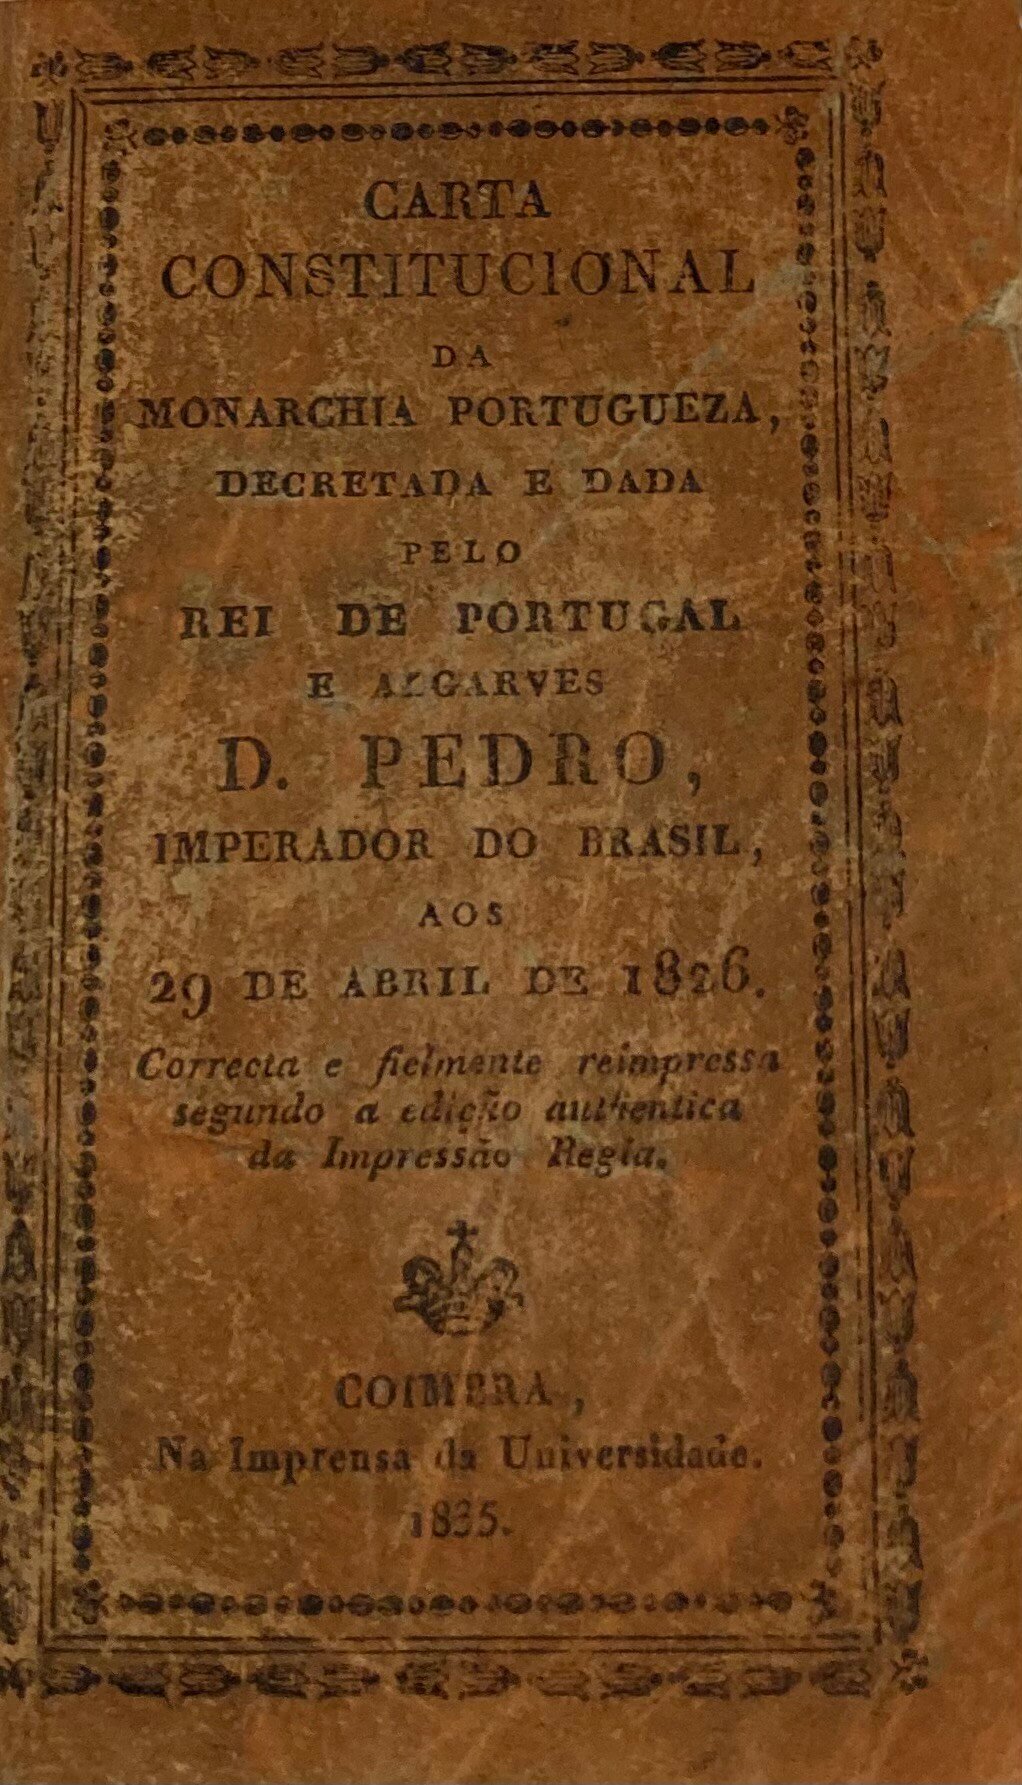 CARTA
CONSTITUCIONAL
DA
MONARCHIA PORTUGUEZA,
DECRETADA E DADA
PELO
REI DE PORTUGAL
E ALGARVES
D. PEDRO,
IMPERADOR DO BRASIL,
AOS
29 DE ABRIL DE 1826.
Correcta e fielmente reimpressa
segundo a edição authentica
da Impressão Regia.
COIMBRA,
Na Imprensa da Universidade.
1835.